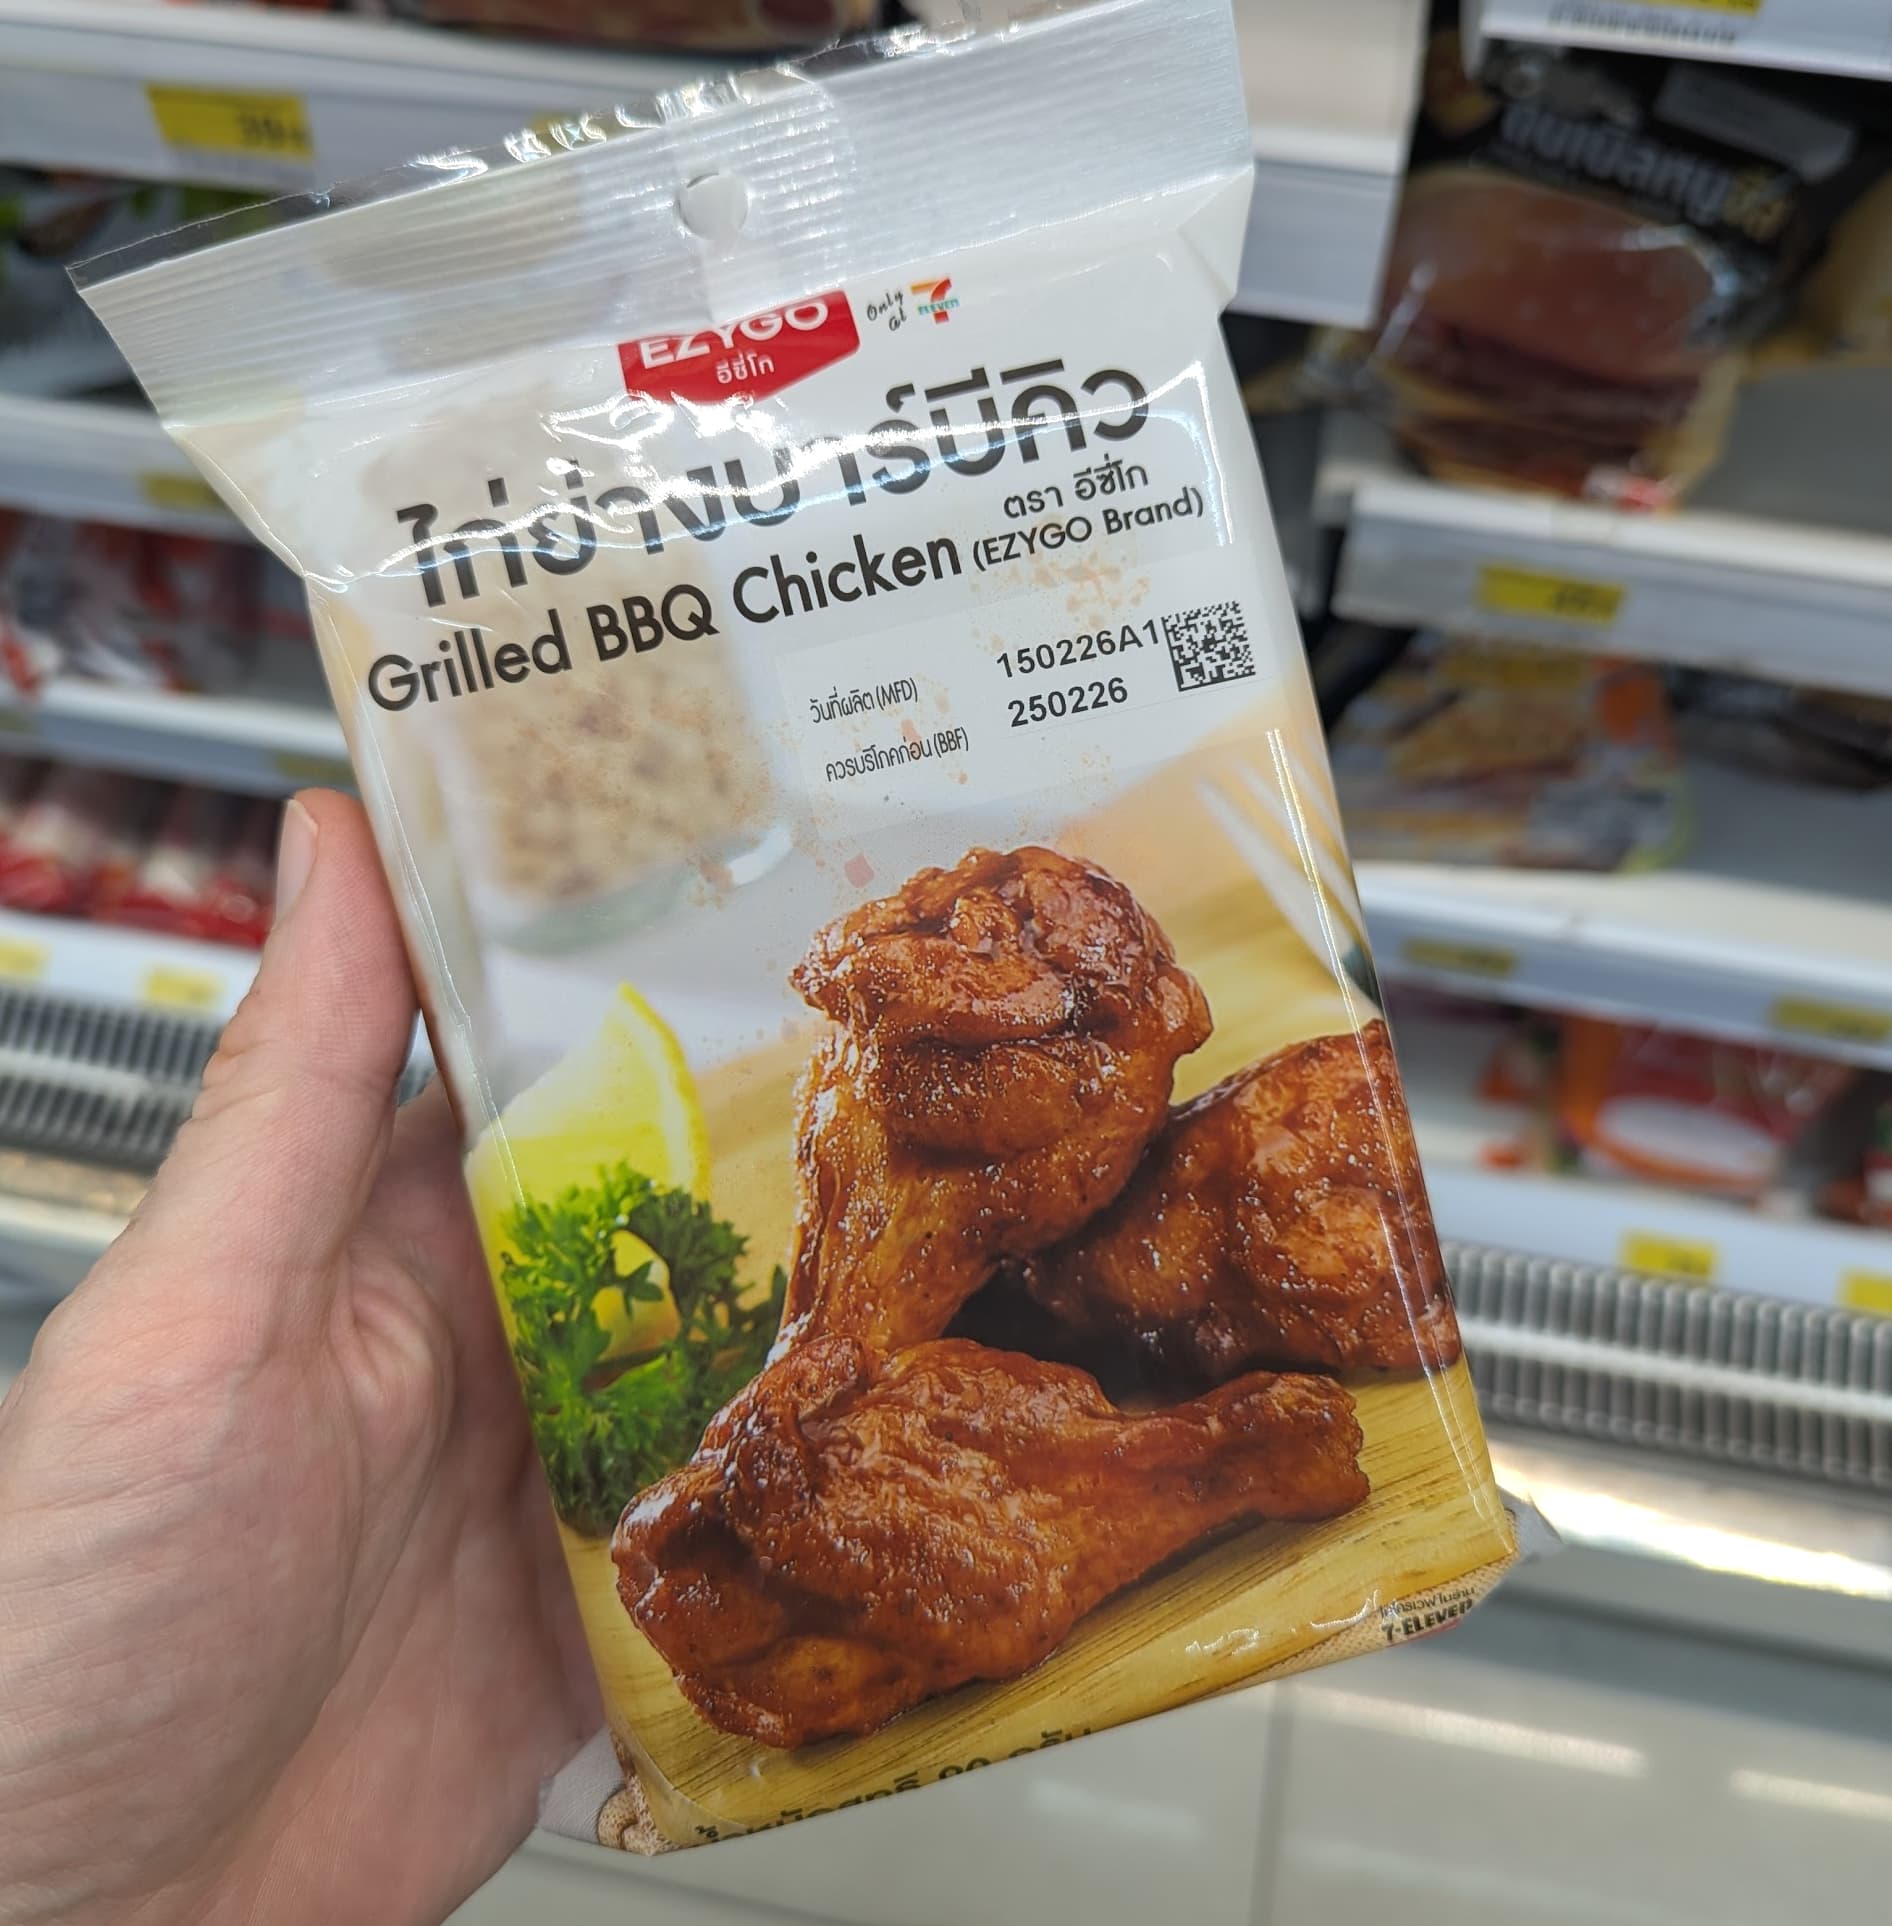 EZYGO
อีซี่โก
Only
At
7
ELEVEN
ไก่ย่างบาร์บีคิว
ตรา อีซี่โก
Grilled BBQ Chicken (EZYGO Brand)
วันที่ผลิต (MFD) 150226A1
ควรบริโภคก่อน (BBF) 250226
7-ELEVEN
39